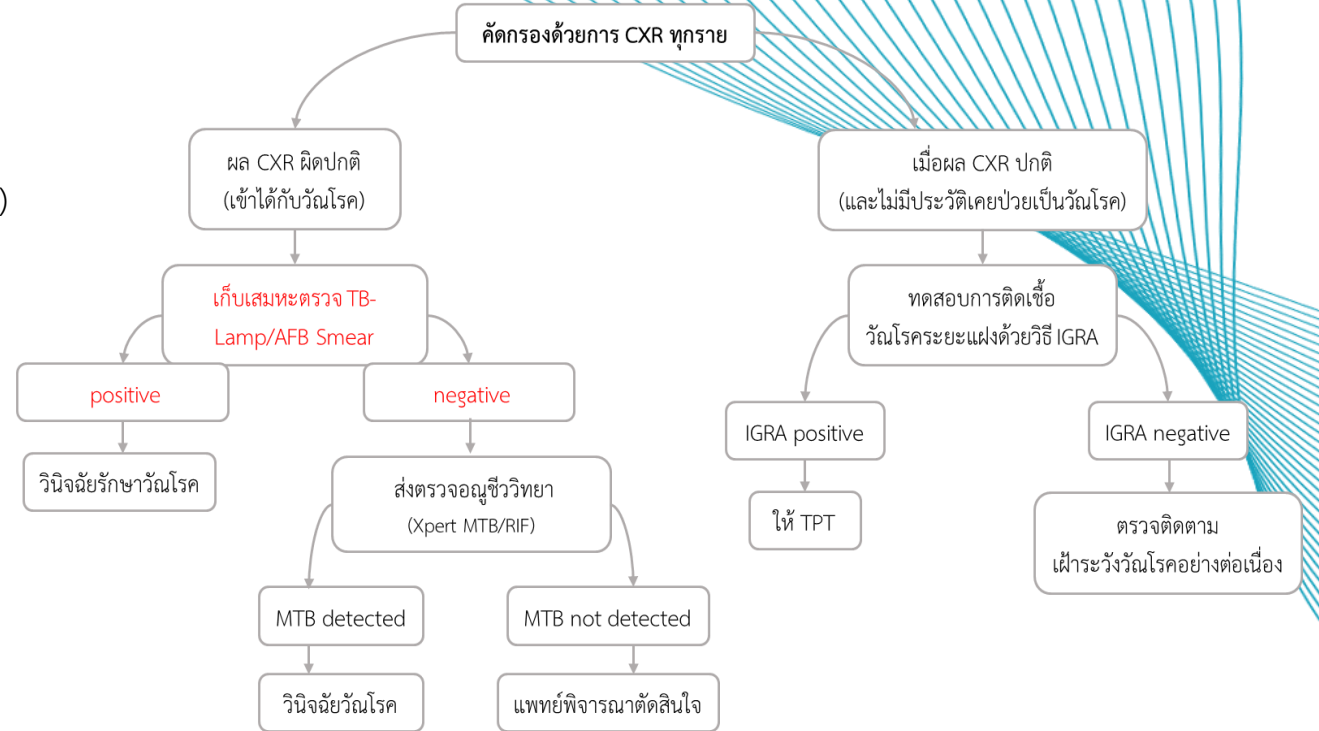 คัดกรองด้วยการ CXR ทุกราย
ผล CXR ผิดปกติ
(เข้าได้กับวัณโรค)
เมื่อผล CXR ปกติ
(และไม่มีประวัติเคยป่วยเป็นวัณโรค)
)
เก็บเสมหะตรวจ TB-
Lamp/AFB Smear
ทดสอบการติดเชื้อ
วัณโรคระยะแฝงด้วยวิธี IGRA
positive
negative
IGRA positive
IGRA negative
วินิจฉัยรักษาวัณโรค
ส่งตรวจอณูชีววิทยา
(Xpert MTB/RIF)
ให้ TPT
ตรวจติดตาม
เฝ้าระวังวัณโรคอย่างต่อเนื่อง
MTB detected
MTB not detected
วินิจฉัยวัณโรค
แพทย์พิจารณาตัดสินใจ